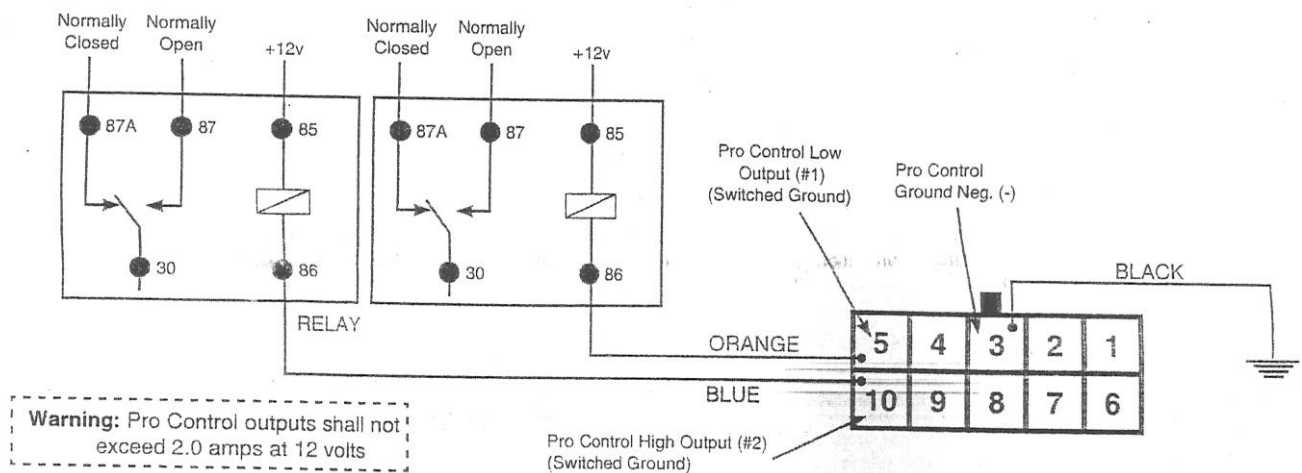 Normally
Closed
Normally
Open
+12v
Normally
Closed
Normally
Open
+12v
87A
87
85
87A
87
85
30
86
30
86
RELAY
Pro Control Low
Output (#1)
(Switched Ground)
Pro Control
Ground Neg. (-)
BLACK
ORANGE
BLUE
5 4 3 2 1
10 9 8 7 6
Warning: Pro Control outputs shall not
exceed 2.0 amps at 12 volts
Pro Control High Output (#2)
(Switched Ground)